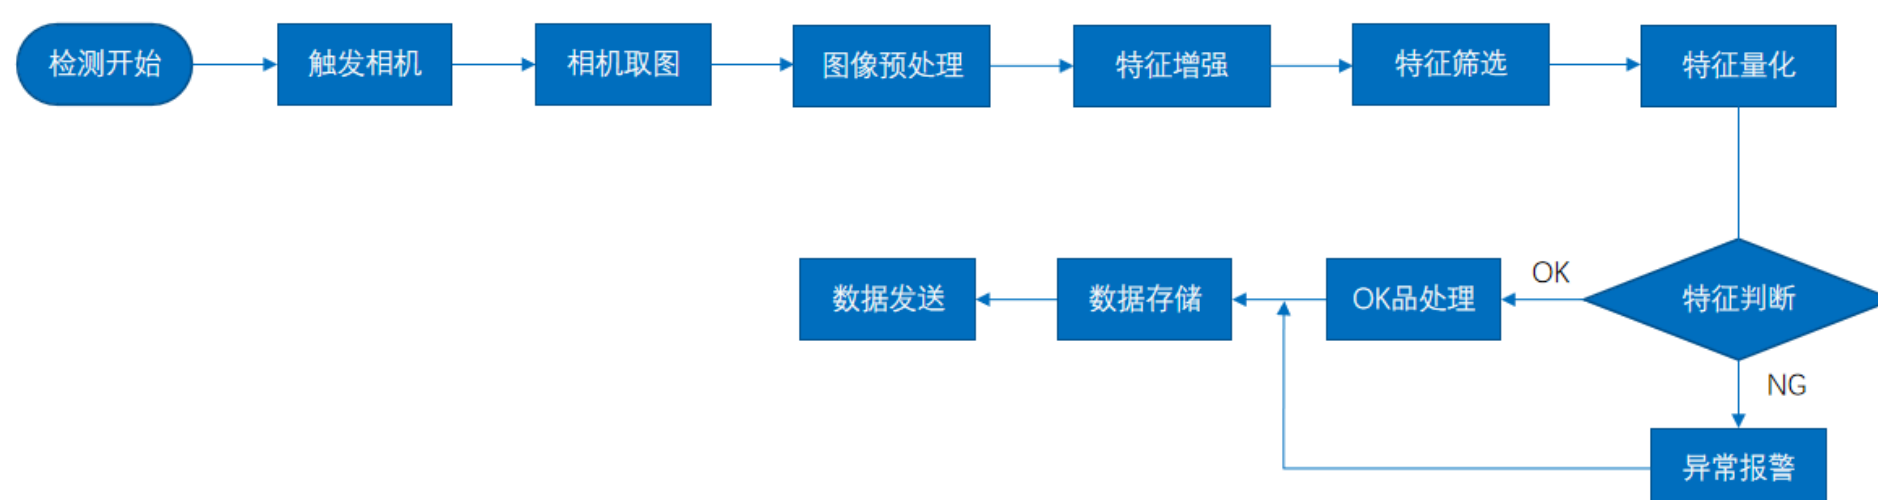 检测开始
触发相机
相机取图
图像预处理
特征增强
特征筛选
特征量化
特征判断
OK
OK品处理
数据存储
数据发送
NG
异常报警